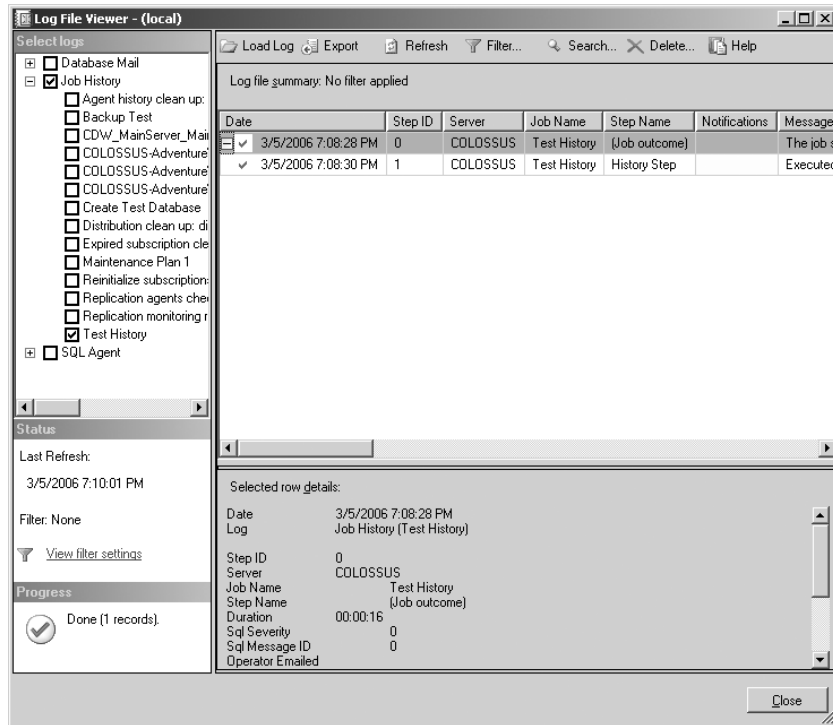 Log File Viewer - (local)
Select logs
Database Mail
Job History
Agent history clean up:
Backup Test
CDW_MainServer_Mai
COLOSSUS-Adventure
COLOSSUS-Adventure
COLOSSUS-Adventure
Create Test Database
Distribution clean up: di
Expired subscription cle
Maintenance Plan 1
Reinitialize subscription
Replication agents che
Replication monitoring r
Test History
SQL Agent
Status
Last Refresh:
3/5/2006 7:10:01 PM
Filter: None
View filter settings
Progress
Done (1 records).
Load Log Export Refresh Filter... Search... Delete... Help
Log file summary: No filter applied
Date Step ID Server Job Name Step Name Notifications Message
3/5/2006 7:08:28 PM 0 COLOSSUS Test History (Job outcome) The job s
3/5/2006 7:08:30 PM 1 COLOSSUS Test History History Step Executed
Selected row details:
Date 3/5/2006 7:08:28 PM
Log Job History (Test History)
Step ID 0
Server COLOSSUS
Job Name Test History
Step Name (Job outcome)
Duration 00:00:16
Sql Severity 0
Sql Message ID 0
Operator Emailed
Close